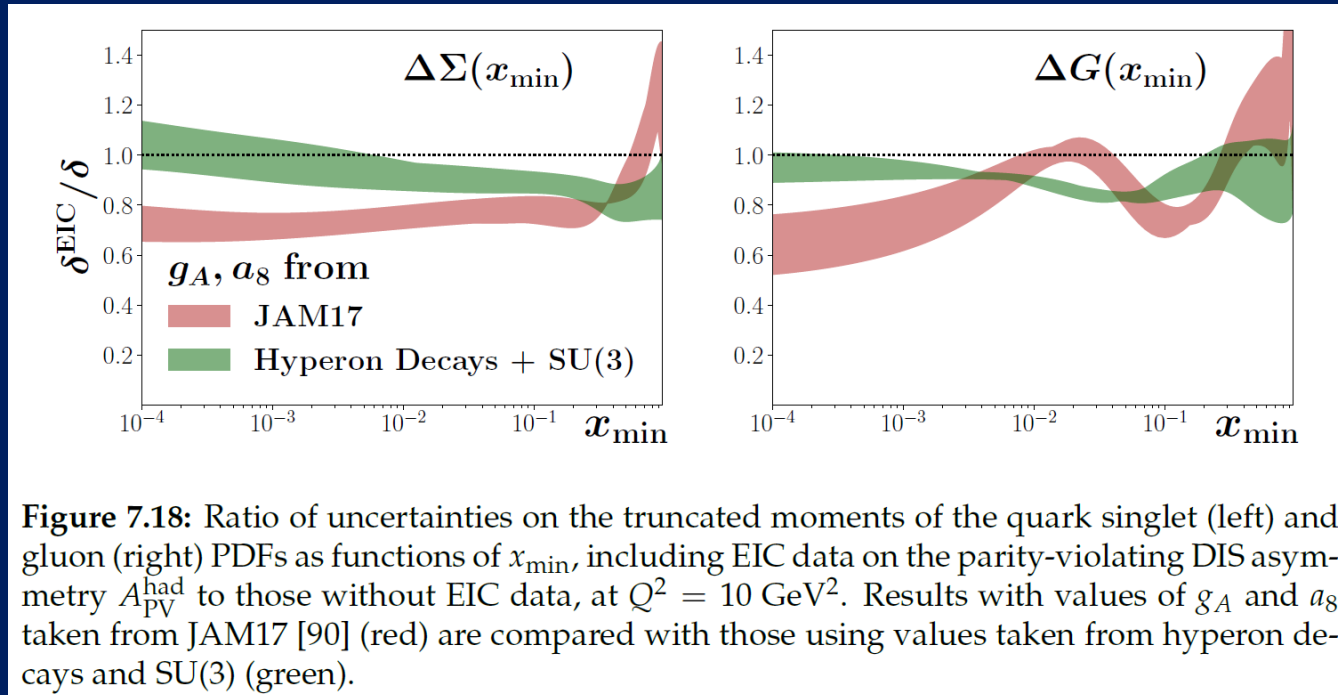 ΔΣ(x_min)
1.4
1.2
1.0
0.8
0.6
0.4
0.2
δ^EIC/δ
g_A, a_8 from
JAM17
Hyperon Decays + SU(3)
10^−4
10^−3
10^−2
10^−1
x_min
ΔG(x_min)
1.4
1.2
1.0
0.8
0.6
0.4
0.2
10^−4
10^−3
10^−2
10^−1
x_min
Figure 7.18: Ratio of uncertainties on the truncated moments of the quark singlet (left) and
gluon (right) PDFs as functions of x_min, including EIC data on the parity-violating DIS asym-
metry A_PV^had to those without EIC data, at Q^2 = 10 GeV^2. Results with values of g_A and a_8
taken from JAM17 [90] (red) are compared with those using values taken from hyperon de-
cays and SU(3) (green).